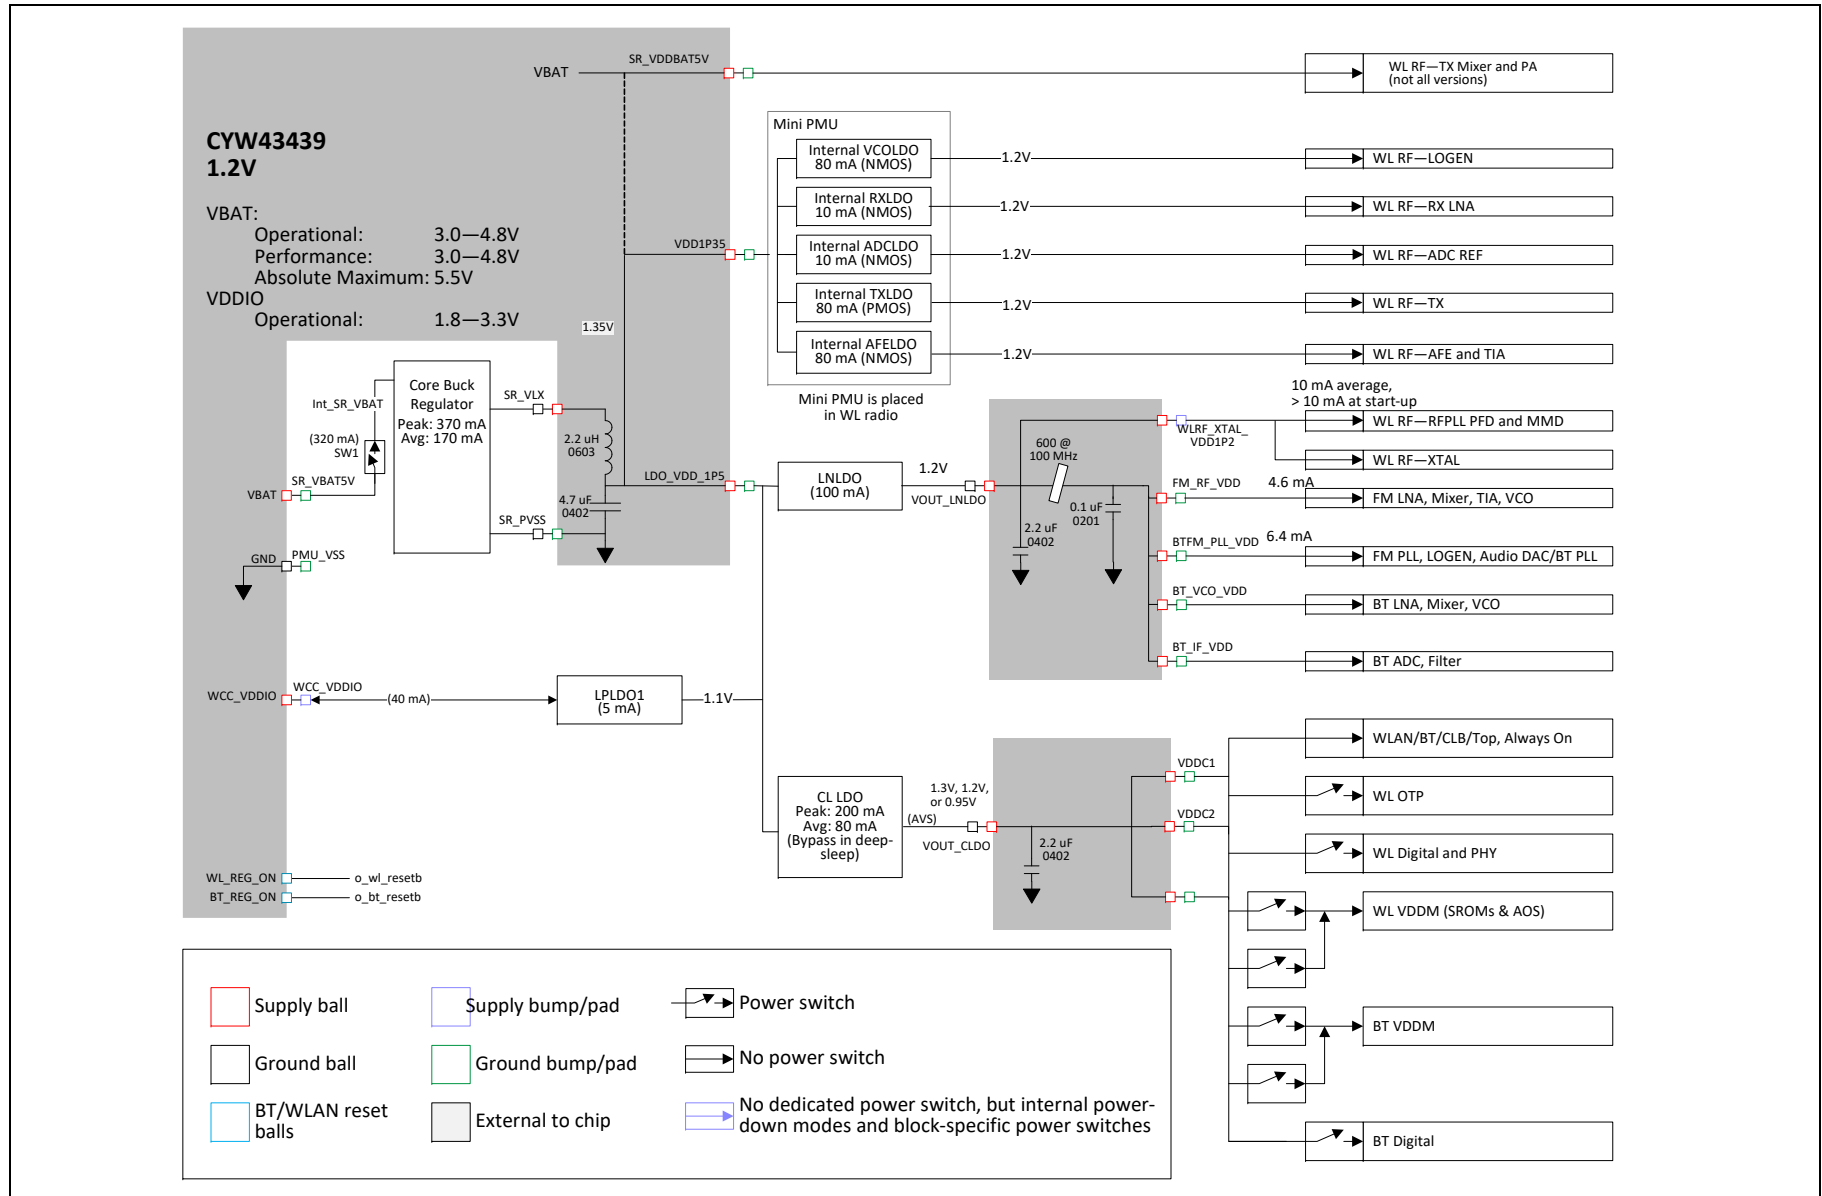 VBAT
SR_VDDBAT5V
WL RF—TX Mixer and PA
(not all versions)
CYW43439
1.2V
VBAT:
Operational: 3.0—4.8V
Performance: 3.0—4.8V
Absolute Maximum: 5.5V
VDDIO
Operational: 1.8—3.3V
Mini PMU
Internal VCOLDO
80 mA (NMOS)
1.2V
WL RF—LOGEN
Internal RXLDO
10 mA (NMOS)
1.2V
WL RF—RX LNA
VDD1P35
Internal ADCLDO
10 mA (NMOS)
1.2V
WL RF—ADC REF
Internal TXLDO
80 mA (PMOS)
1.2V
WL RF—TX
1.35V
Internal AFELDO
80 mA (NMOS)
1.2V
WL RF—AFE and TIA
Mini PMU is placed
in WL radio
Core Buck
Regulator
Peak: 370 mA
Avg: 170 mA
Int_SR_VBAT
(320 mA)
SW1
SR_VBAT5V
VBAT
SR_VLX
2.2 uH
0603
4.7 uF
0402
SR_PVSS
LDO_VDD_1P5
GND
PMU_VSS
LNLDO
(100 mA)
1.2V
VOUT_LNLDO
600 @
100 MHz
2.2 uF
0402
0.1 uF
0201
10 mA average,
> 10 mA at start-up
WLRF_XTAL_
VDD1P2
WL RF—RFPLL PFD and MMD
WL RF—XTAL
FM_RF_VDD
4.6 mA
FM LNA, Mixer, TIA, VCO
BTFM_PLL_VDD
6.4 mA
FM PLL, LOGEN, Audio DAC/BT PLL
BT_VCO_VDD
BT LNA, Mixer, VCO
BT_IF_VDD
BT ADC, Filter
WCC_VDDIO
WCC_VDDIO
(40 mA)
LPLDO1
(5 mA)
1.1V
CL LDO
Peak: 200 mA
Avg: 80 mA
(Bypass in deep-
sleep)
1.3V, 1.2V,
or 0.95V
(AVS)
VOUT_CLDO
2.2 uF
0402
VDDC1
VDDC2
WLAN/BT/CLB/Top, Always On
WL OTP
WL Digital and PHY
WL VDDM (SROMs & AOS)
BT VDDM
BT Digital
WL_REG_ON
o_wl_resetb
BT_REG_ON
o_bt_resetb
Supply ball
Supply bump/pad
Power switch
Ground ball
Ground bump/pad
No power switch
BT/WLAN reset
balls
External to chip
No dedicated power switch, but internal power-
down modes and block-specific power switches